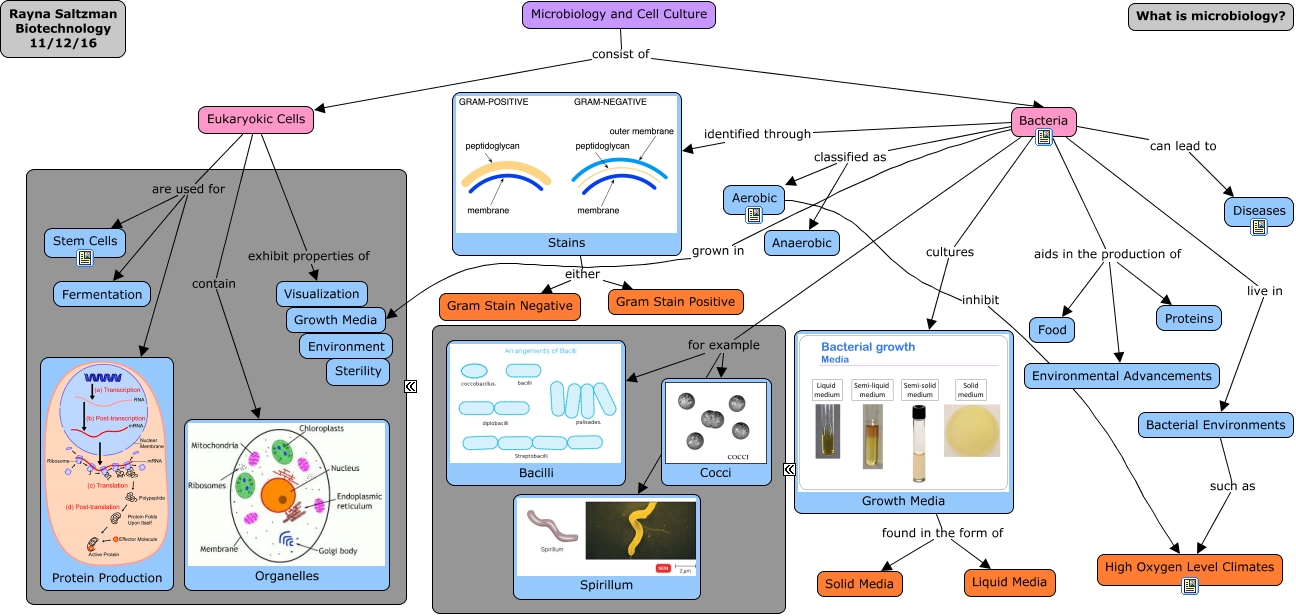 Rayna Saltzman
Biotechnology
11/12/16
Microbiology and Cell Culture
What is microbiology?
consist of
Eukaryokic Cells
Bacteria
GRAM-POSITIVE
GRAM-NEGATIVE
outer membrane
peptidoglycan
peptidoglycan
membrane
membrane
Stains
identified through
classified as
can lead to
Aerobic
Anaerobic
Diseases
are used for
Stem Cells
Fermentation
contain
exhibit properties of
Visualization
Growth Media
Environment
Sterility
grown in
either
Gram Stain Negative
Gram Stain Positive
cultures
inhibit
aids in the production of
live in
Food
Proteins
Environmental Advancements
Bacterial Environments
such as
High Oxygen Level Climates
for example
Arrangements of Bacilli
coccobacillus.
bacilli
diplobacilli
palisades.
Streptobacilli
Bacilli
COCCI
Cocci
Spirillum
SEM
2 µm
Spirillum
Bacterial growth
Media
Liquid
medium
Semi-liquid
medium
Semi-solid
medium
Solid
medium
Growth Media
found in the form of
Solid Media
Liquid Media
(a) Transcription
RNA
(b) Post-transcription
mRNA
Nuclear
Membrane
Ribosome
mRNA
(c) Translation
Polypeptide
(d) Post-translation
Protein Folds
Upon Itself
Effector Molecule
Active Protein
Protein Production
Chloroplasts
Mitochondria
Nucleus
Ribosomes
Endoplasmic
reticulum
Membrane
Golgi body
Organelles